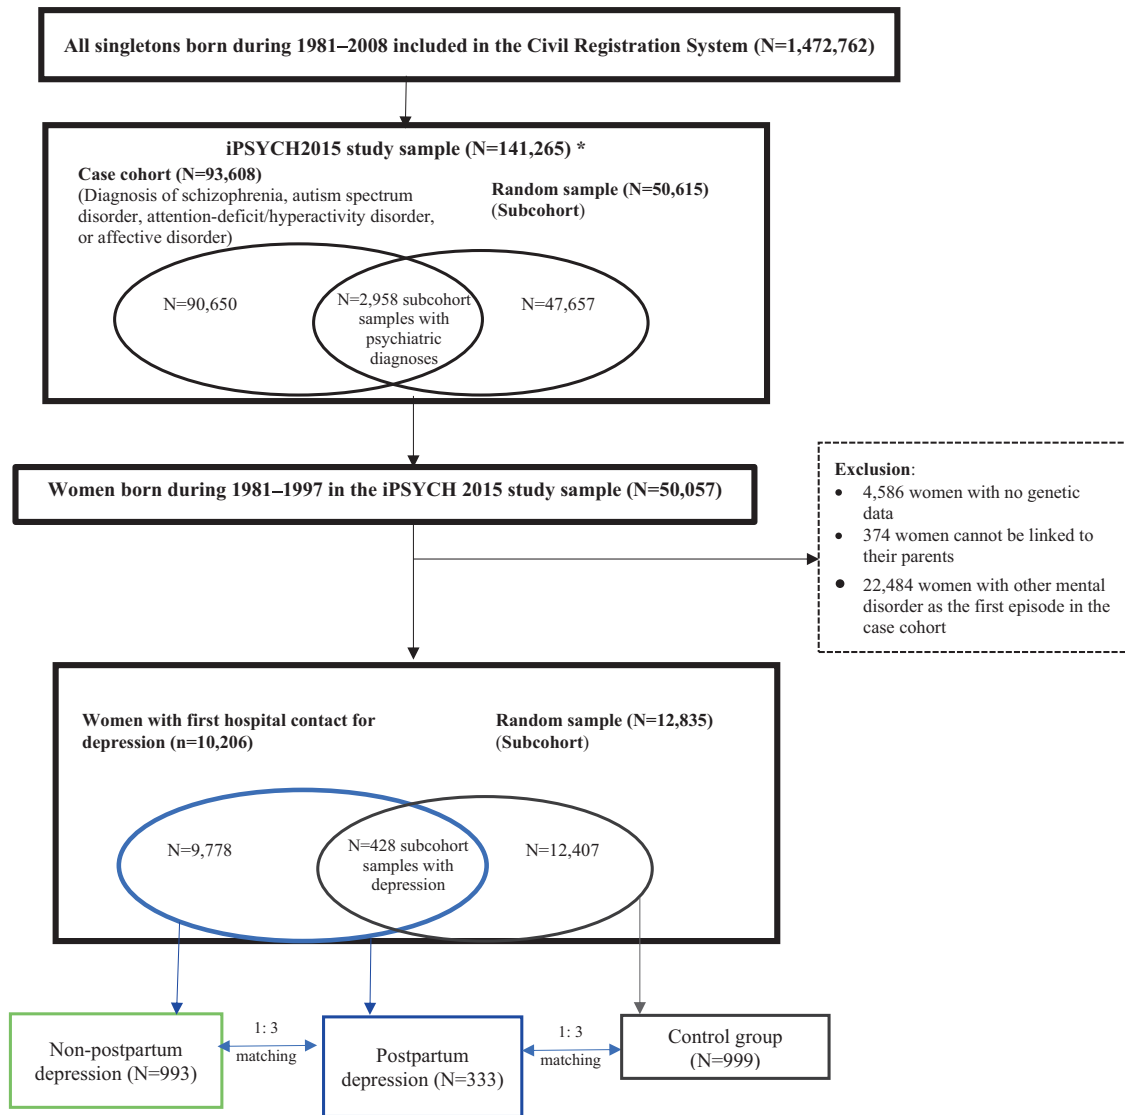 All singletons born during 1981–2008 included in the Civil Registration System (N=1,472,762)
iPSYCH2015 study sample (N=141,265) *
Case cohort (N=93,608)
(Diagnosis of schizophrenia, autism spectrum
disorder, attention-deficit/hyperactivity disorder,
or affective disorder)
Random sample (N=50,615)
(Subcohort)
N=90,650
N=2,958 subcohort
samples with
psychiatric
diagnoses
N=47,657
Women born during 1981–1997 in the iPSYCH 2015 study sample (N=50,057)
Exclusion:
• 4,586 women with no genetic
data
• 374 women cannot be linked to
their parents
• 22,484 women with other mental
disorder as the first episode in the
case cohort
Women with first hospital contact for
depression (n=10,206)
Random sample (N=12,835)
(Subcohort)
N=9,778
N=428 subcohort
samples with
depression
N=12,407
Non-postpartum
depression (N=993)
1: 3
matching
Postpartum
depression (N=333)
1: 3
matching
Control group
(N=999)